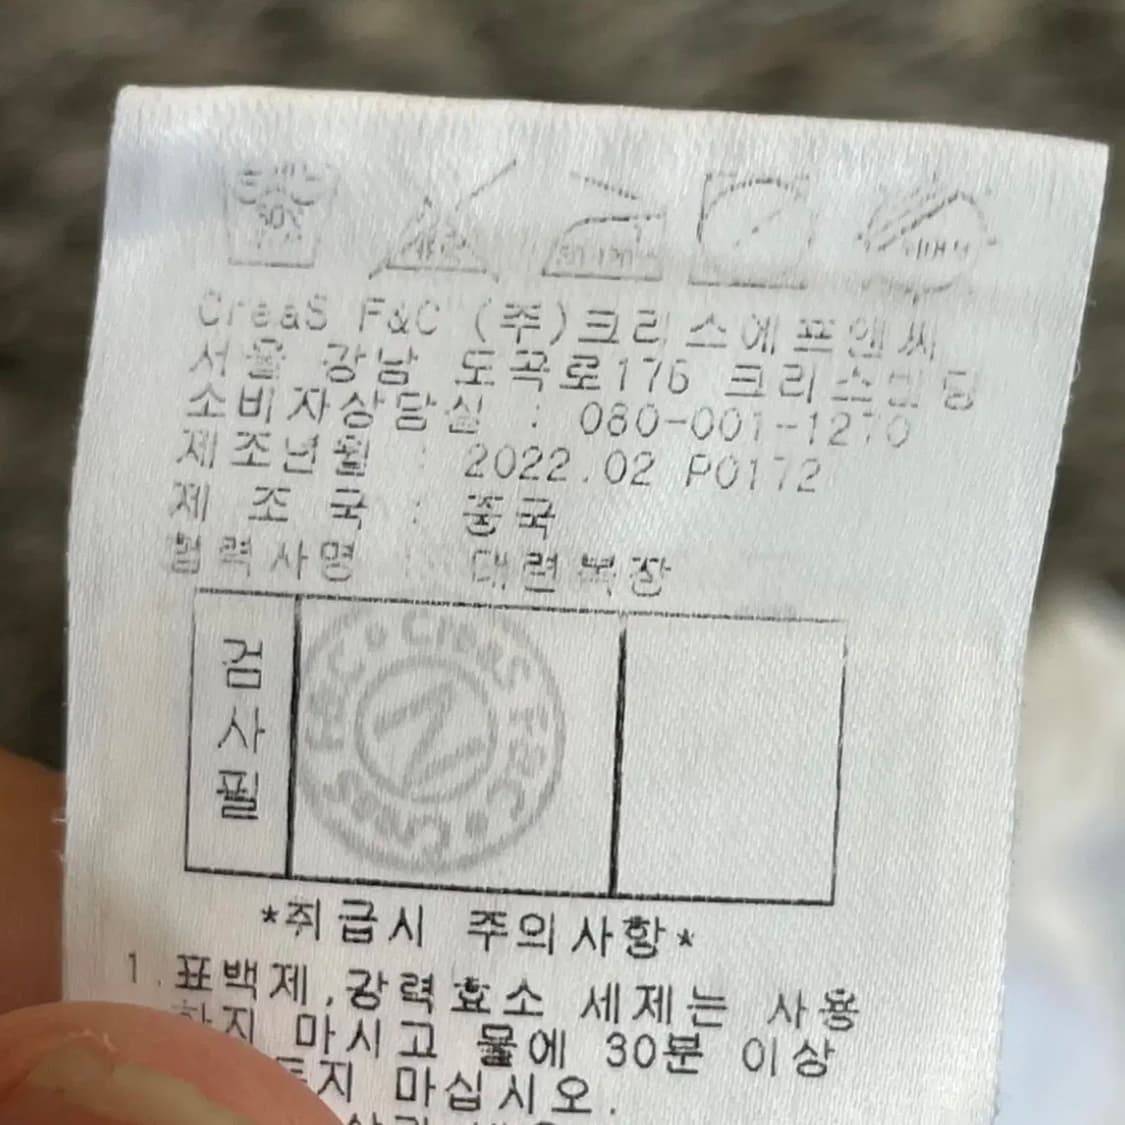 CreaS F&C (주)크리스에프앤씨
서울 강남 도곡로176 크리스빌딩
소비자상담실 : 080-001-1270
제조년월 : 2022.02 P0172
제 조 국 : 중국
협력사명 : 대련복장
검사필
CreaS F&C • CreaS F&C •
N
*취급시 주의사항*
1.표백제,강력효소 세제는 사용
하지 마시고 물에 30분 이상
두지 마십시오.